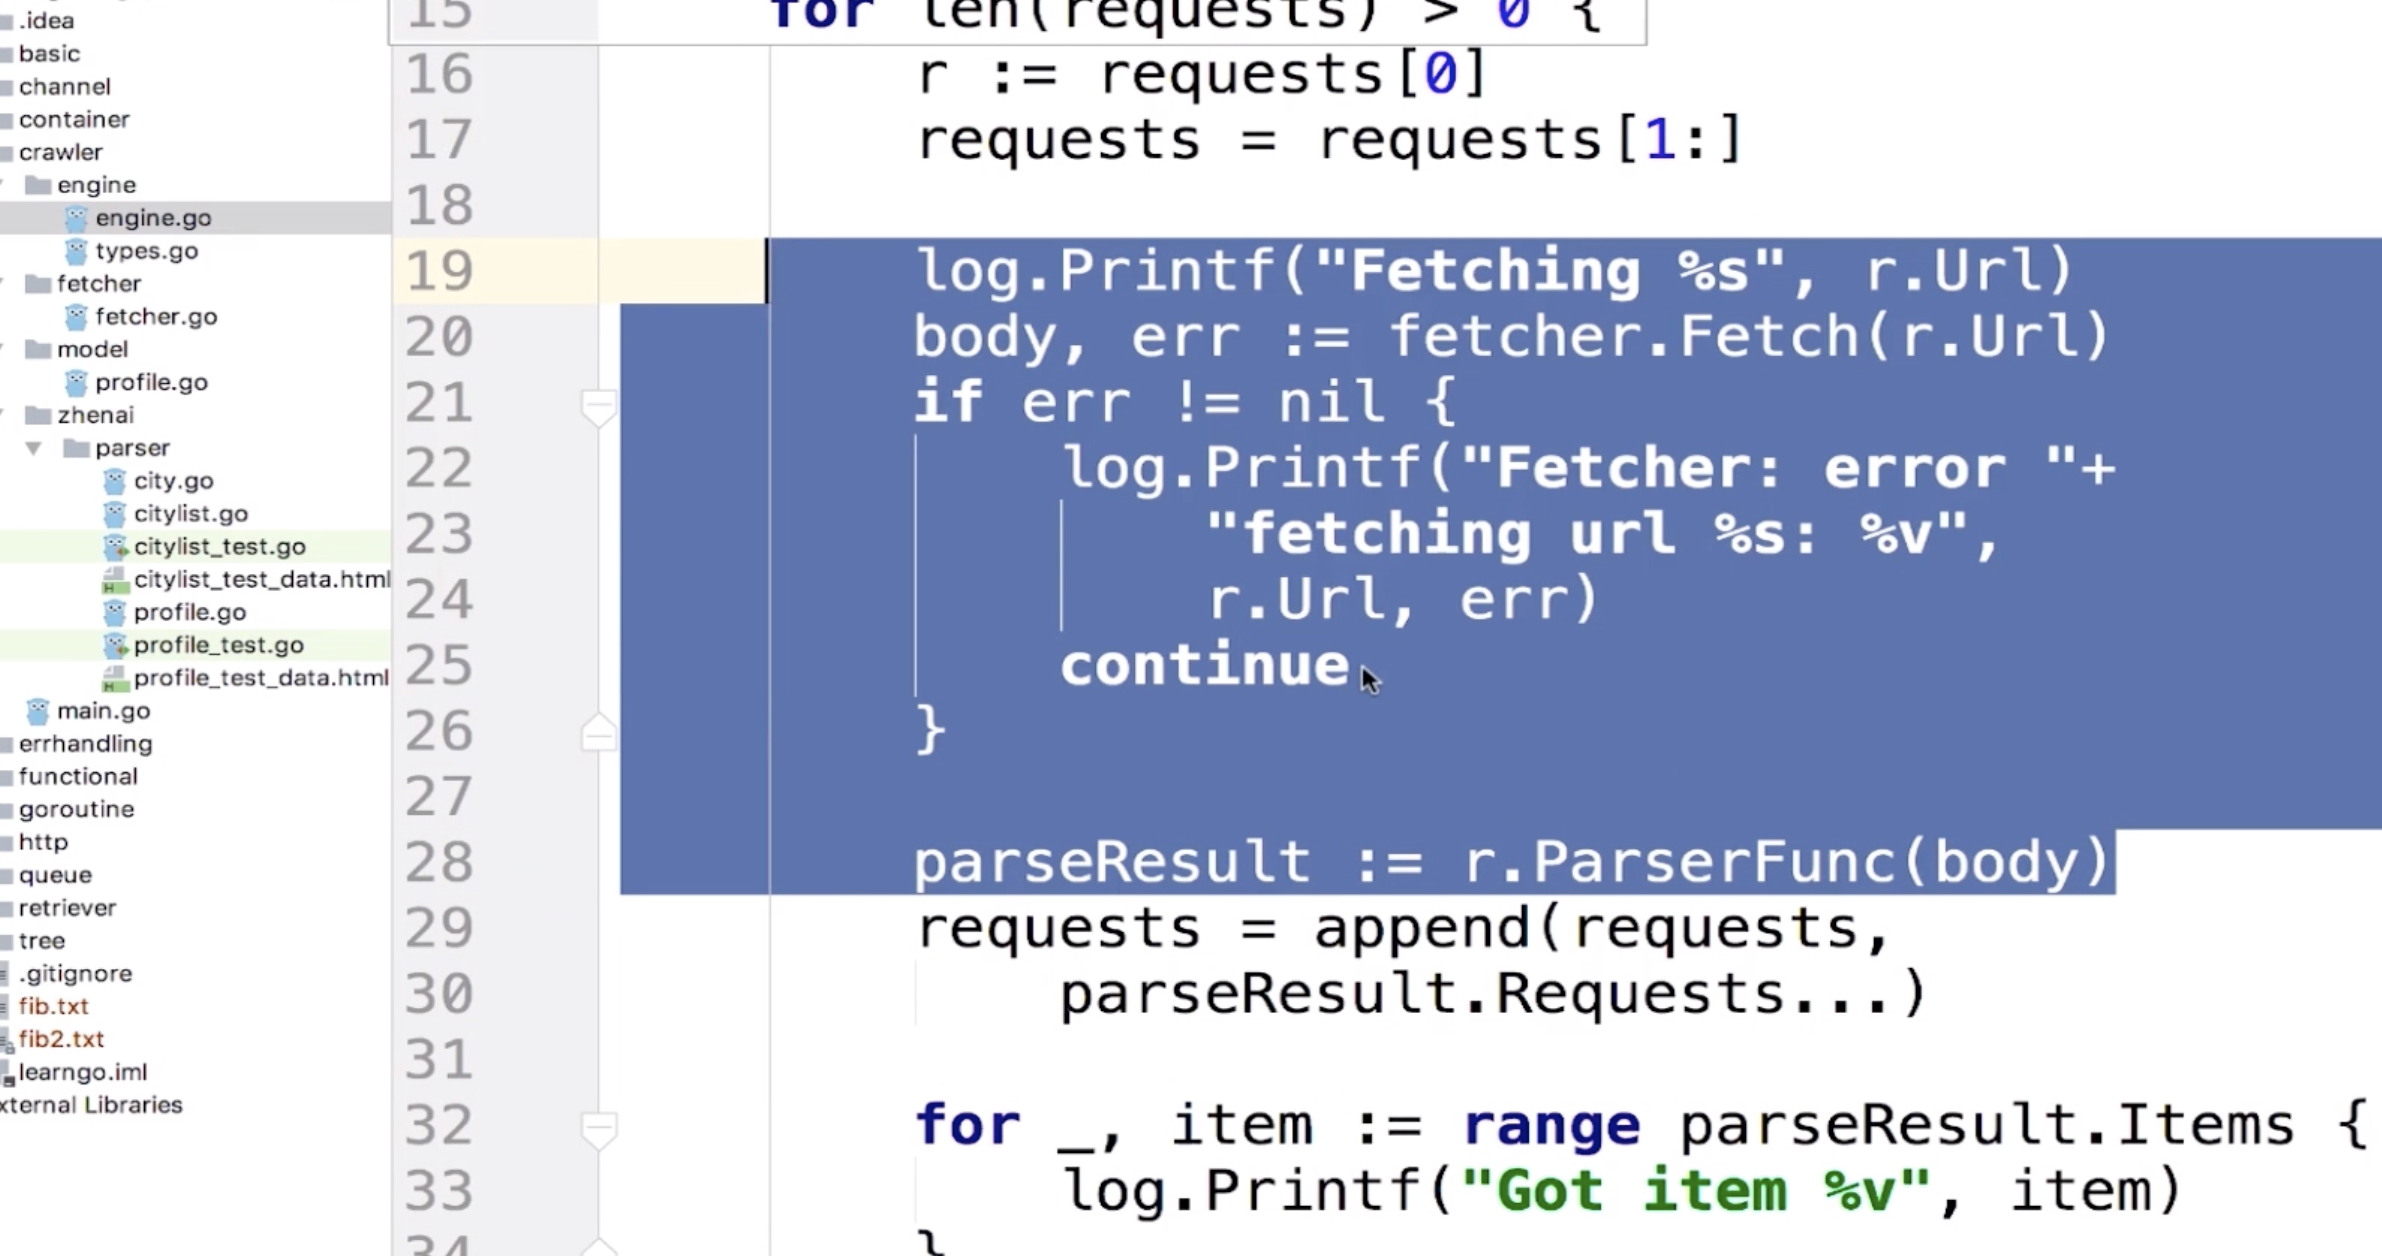 .idea
basic
channel
container
crawler
engine
engine.go
types.go
fetcher
fetcher.go
model
profile.go
zhenai
parser
city.go
citylist.go
citylist_test.go
citylist_test_data.html
profile.go
profile_test.go
profile_test_data.html
main.go
errhandling
functional
goroutine
http
queue
retriever
tree
.gitignore
fib.txt
fib2.txt
learngo.iml
xternal Libraries
15 for len(requests) > 0 {
16 r := requests[0]
17 requests = requests[1:]
18
19 log.Printf("Fetching %s", r.Url)
20 body, err := fetcher.Fetch(r.Url)
21 if err != nil {
22 log.Printf("Fetcher: error "+
23 "fetching url %s: %v",
24 r.Url, err)
25 continue
26 }
27
28 parseResult := r.ParserFunc(body)
29 requests = append(requests,
30 parseResult.Requests...)
31
32 for _, item := range parseResult.Items {
33 log.Printf("Got item %v", item)
34 }